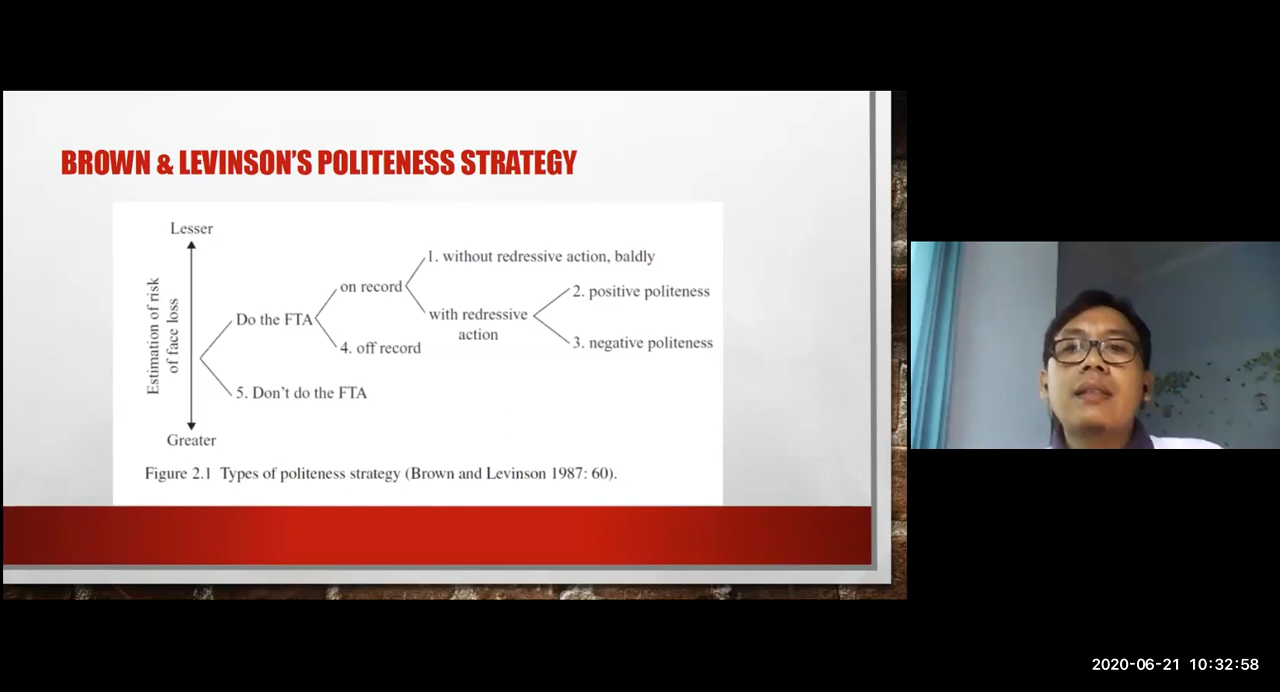 BROWN & LEVINSON'S POLITENESS STRATEGY
Lesser
Estimation of risk
of face loss
1. without redressive action, baldly
on record
2. positive politeness
Do the FTA
with redressive
action
3. negative politeness
4. off record
5. Don't do the FTA
Greater
Figure 2.1 Types of politeness strategy (Brown and Levinson 1987: 60).
2020-06-21 10:32:58